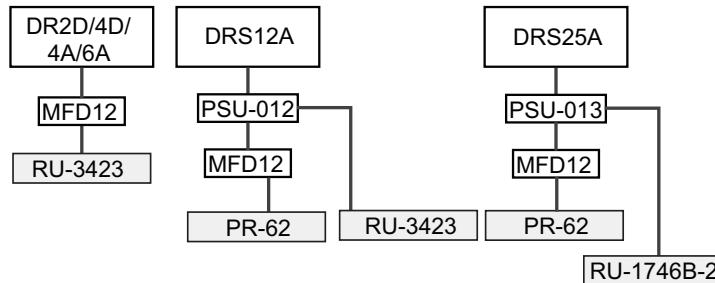 DR2D/4D/
4A/6A
MFD12
RU-3423
DRS12A
PSU-012
MFD12
PR-62
RU-3423
DRS25A
PSU-013
MFD12
PR-62
RU-1746B-2